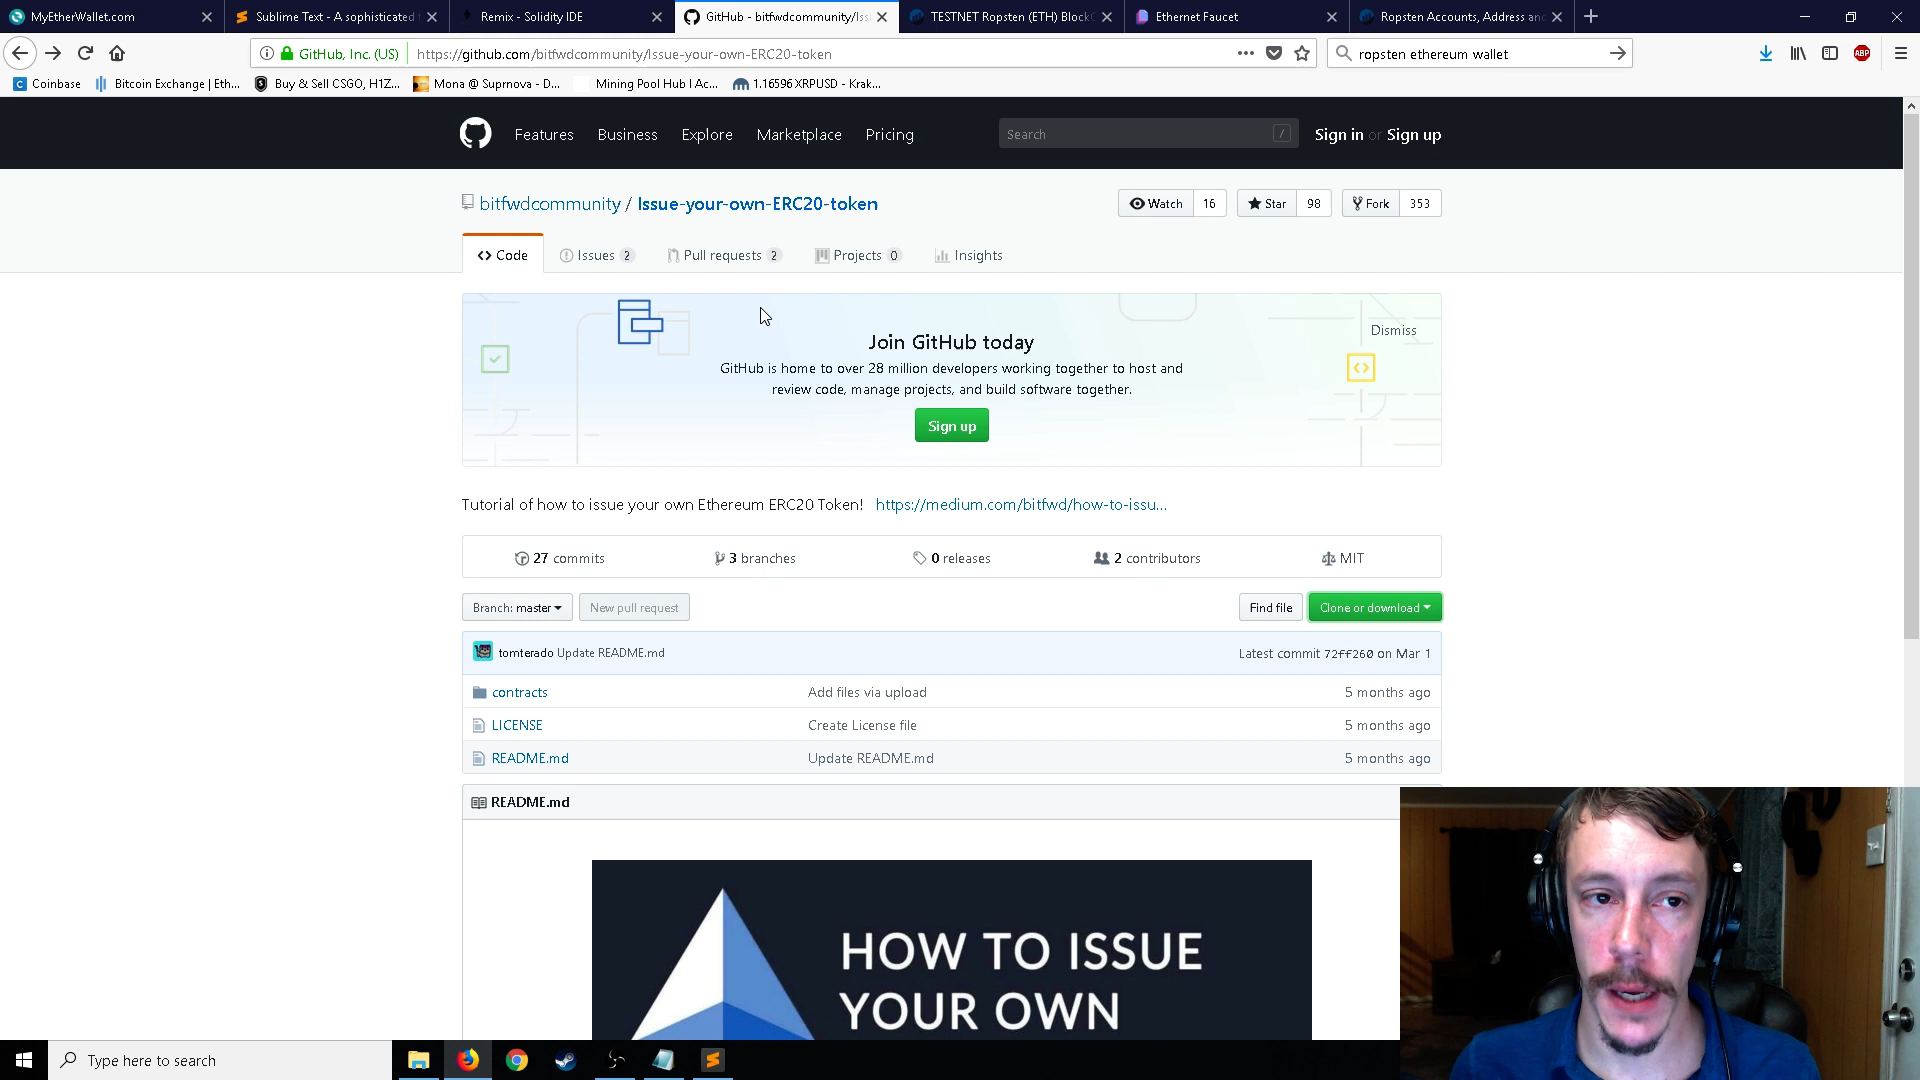 MyEtherWallet.com
Sublime Text - A sophisticated
Remix - Solidity IDE
GitHub - bitfwdcommunity/Iss
TESTNET Ropsten (ETH) Block
Ethernet Faucet
Ropsten Accounts, Address an
GitHub, Inc. (US)
https://github.com/bitfwdcommunity/Issue-your-own-ERC20-token
ropsten ethereum wallet
ABP
Coinbase
Bitcoin Exchange | Eth...
Buy & Sell CSGO, H1Z...
Mona @ Suprnova - D...
Mining Pool Hub | Ac...
1.16596 XRPUSD - Krak...
Features
Business
Explore
Marketplace
Pricing
Search
/
Sign in or Sign up
bitfwdcommunity / Issue-your-own-ERC20-token
Watch 16
Star 98
Fork 353
Code
Issues 2
Pull requests 2
Projects 0
Insights
Join GitHub today
Dismiss
GitHub is home to over 28 million developers working together to host and
review code, manage projects, and build software together.
Sign up
Tutorial of how to issue your own Ethereum ERC20 Token! https://medium.com/bitfwd/how-to-issu...
27 commits
3 branches
0 releases
2 contributors
MIT
Branch: master
New pull request
Find file
Clone or download
tomterado Update README.md
Latest commit 72ff260 on Mar 1
contracts
Add files via upload
5 months ago
LICENSE
Create License file
5 months ago
README.md
Update README.md
5 months ago
README.md
HOW TO ISSUE
YOUR OWN
Type here to search